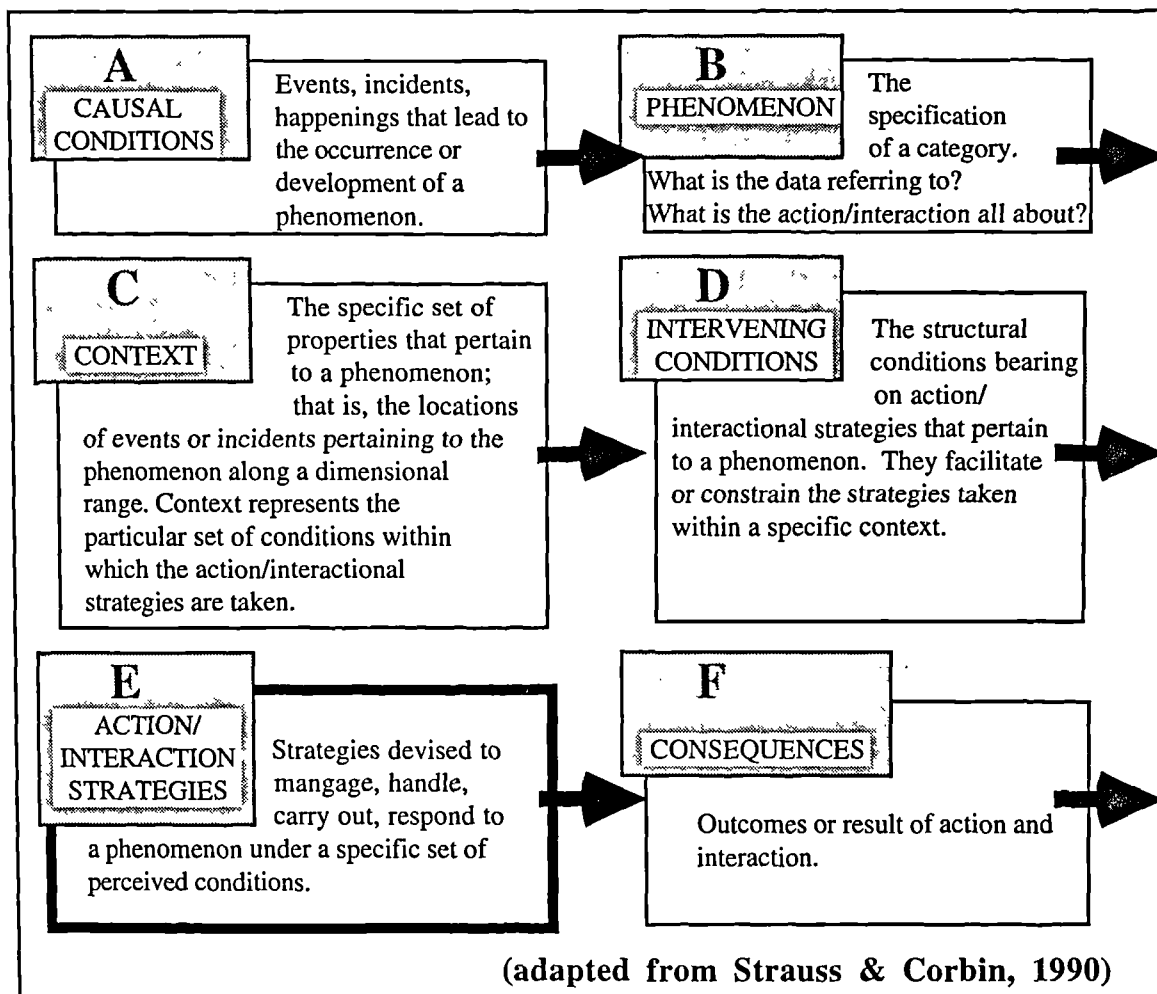 A
CAUSAL
CONDITIONS
Events, incidents,
happenings that lead to
the occurrence or
development of a
phenomenon.
B
PHENOMENON
The
specification
of a category.
What is the data referring to?
What is the action/interaction all about?
C
CONTEXT
The specific set of
properties that pertain
to a phenomenon;
that is, the locations
of events or incidents pertaining to the
phenomenon along a dimensional
range. Context represents the
particular set of conditions within
which the action/interactional
strategies are taken.
D
INTERVENING
CONDITIONS
The structural
conditions bearing
on action/
interactional strategies that pertain
to a phenomenon. They facilitate
or constrain the strategies taken
within a specific context.
E
ACTION/
INTERACTION
STRATEGIES
Strategies devised to
mangage, handle,
carry out, respond to
a phenomenon under a specific set of
perceived conditions.
F
CONSEQUENCES
Outcomes or result of action and
interaction.
(adapted from Strauss & Corbin, 1990)